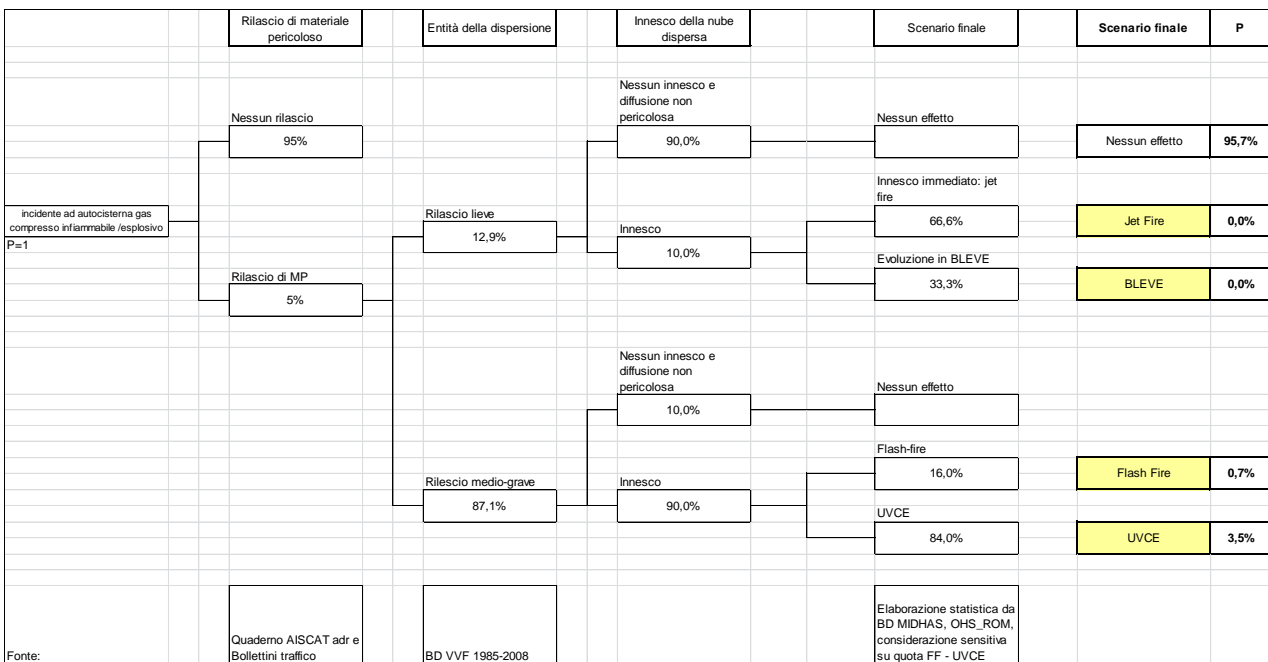 Rilascio di materiale
pericoloso
Entità della dispersione
Innesco della nube
dispersa
Scenario finale
Scenario finale
P
Nessun innesco e
diffusione non
pericolosa
Nessun rilascio
Nessun effetto
95%
90,0%
Nessun effetto
95,7%
Innesco immediato: jet
fire
incidente ad autocisterna gas
compresso infiammabile /esplosivo
P=1
Rilascio lieve
12,9%
Innesco
10,0%
66,6%
Jet Fire
0,0%
Evoluzione in BLEVE
33,3%
BLEVE
0,0%
Rilascio di MP
5%
Nessun innesco e
diffusione non
pericolosa
Nessun effetto
10,0%
Flash-fire
16,0%
Flash Fire
0,7%
Rilescio medio-grave
87,1%
Innesco
90,0%
UVCE
84,0%
UVCE
3,5%
Fonte:
Quaderno AISCAT adr e
Bollettini traffico
BD VVF 1985-2008
Elaborazione statistica da
BD MIDHAS, OHS_ROM,
considerazione sensitiva
su quota FF - UVCE